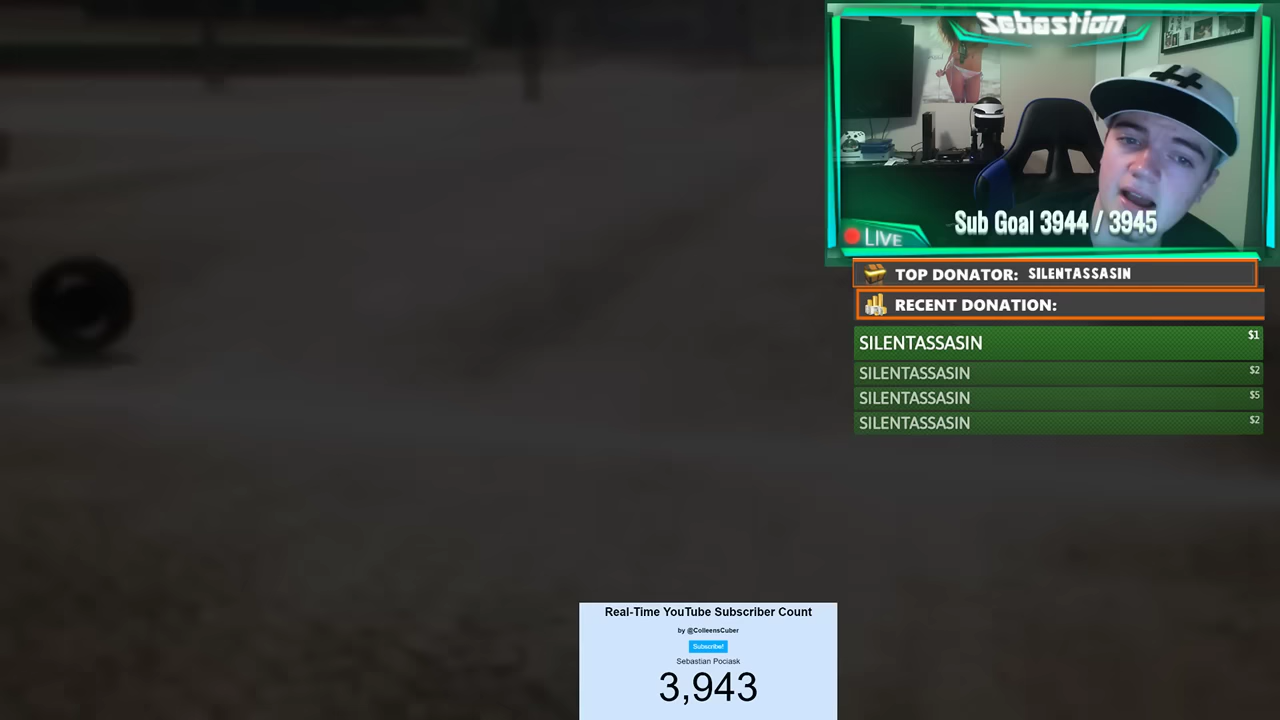 Sebastion
Sub Goal 3944 / 3945
LIVE
TOP DONATOR: SILENTASSASIN
RECENT DONATION:
SILENTASSASIN $1
SILENTASSASIN $2
SILENTASSASIN $5
SILENTASSASIN $2
Real-Time YouTube Subscriber Count
by @ColleensCuber
Subscribe!
Sebastian Pociask
3,943